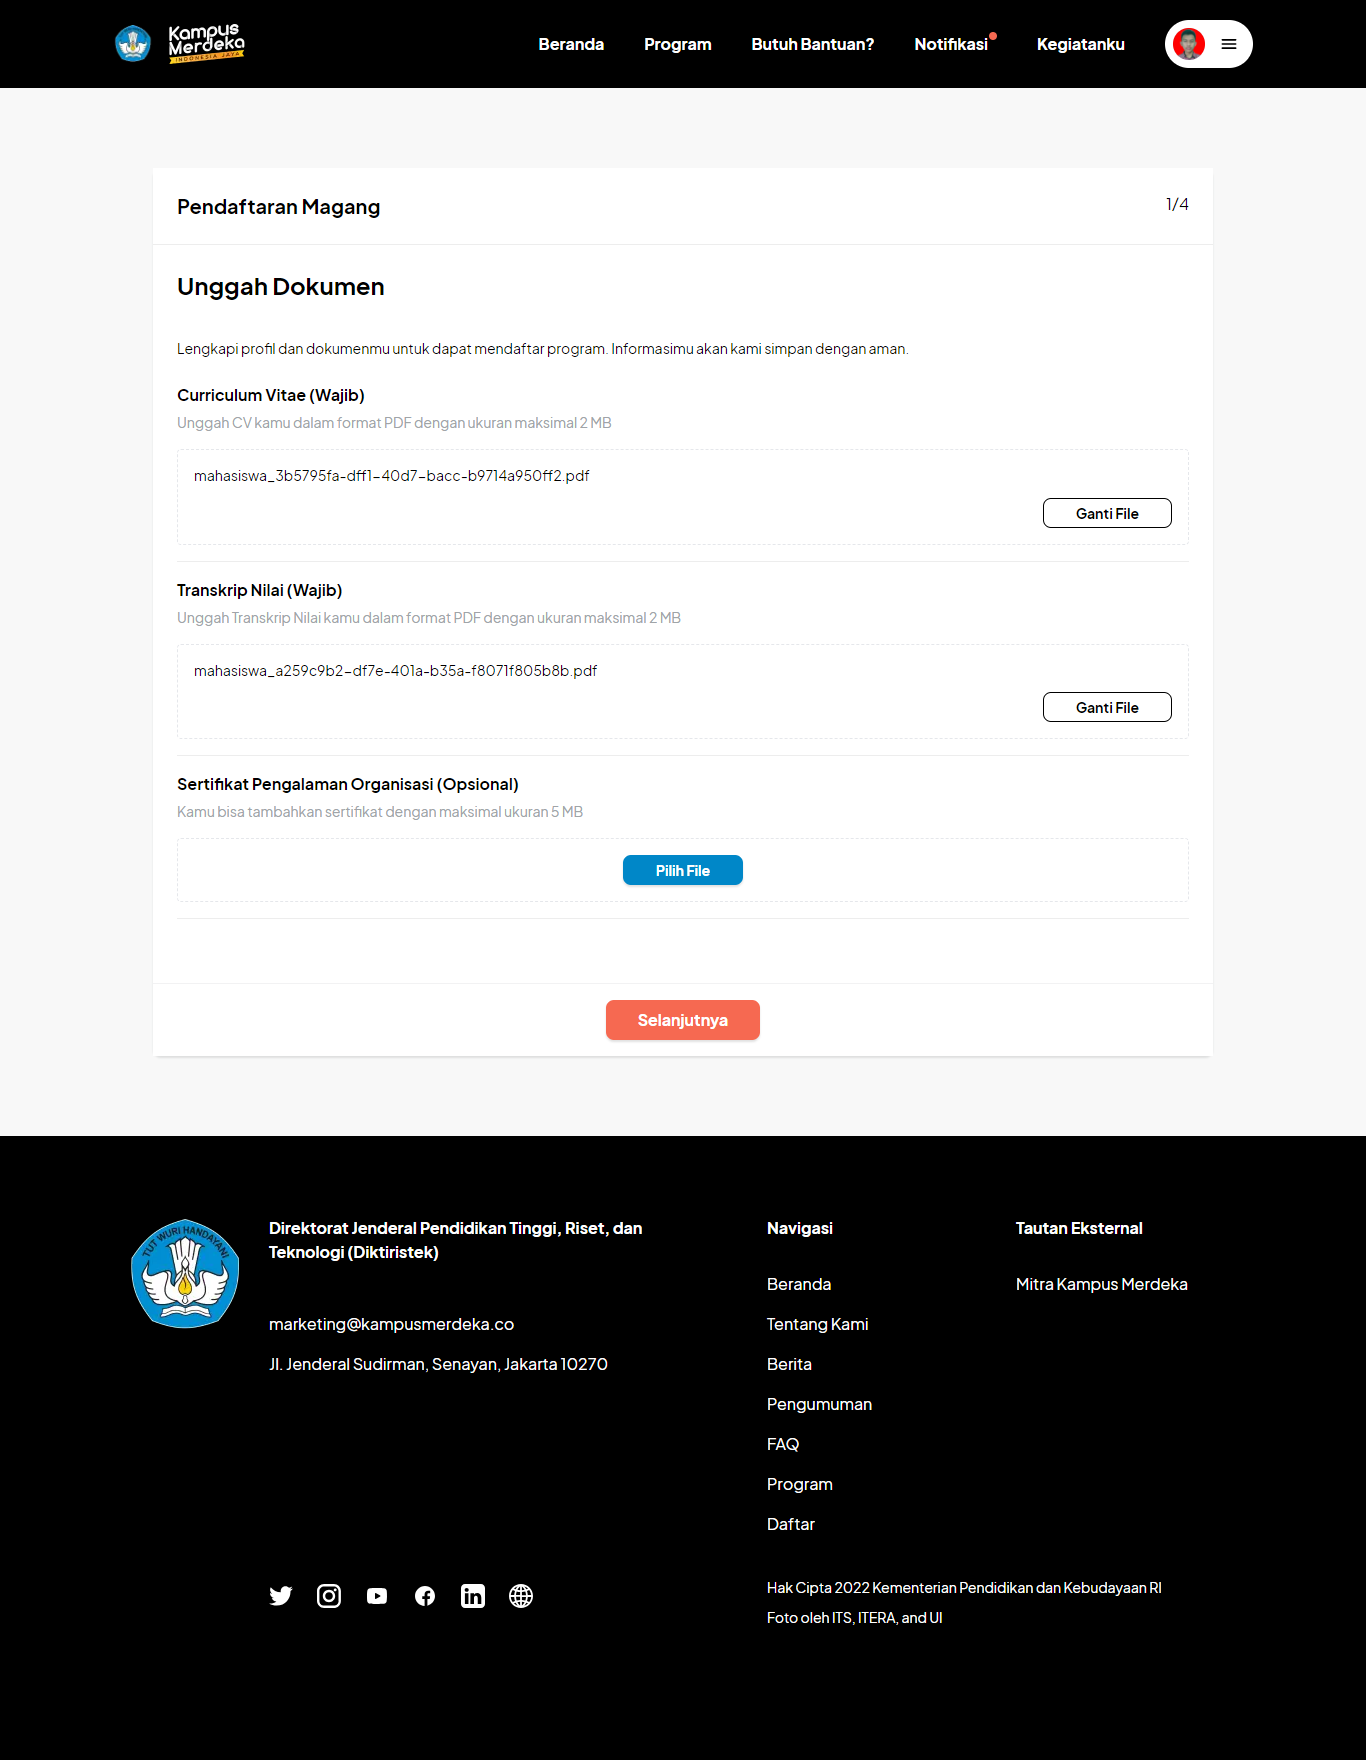 Kampus
Merdeka
INDONESIA JAYA
Beranda
Program
Butuh Bantuan?
Notifikasi
Kegiatanku
Pendaftaran Magang
1/4
Unggah Dokumen
Lengkapi profil dan dokumenmu untuk dapat mendaftar program. Informasimu akan kami simpan dengan aman.
Curriculum Vitae (Wajib)
Unggah CV kamu dalam format PDF dengan ukuran maksimal 2 MB
mahasiswa_3b5795fa-dff1-40d7-bacc-b9714a950ff2.pdf
Ganti File
Transkrip Nilai (Wajib)
Unggah Transkrip Nilai kamu dalam format PDF dengan ukuran maksimal 2 MB
mahasiswa_a259c9b2-df7e-401a-b35a-f8071f805b8b.pdf
Ganti File
Sertifikat Pengalaman Organisasi (Opsional)
Kamu bisa tambahkan sertifikat dengan maksimal ukuran 5 MB
Pilih File
Selanjutnya
TUT WURI HANDAYANI
Direktorat Jenderal Pendidikan Tinggi, Riset, dan
Teknologi (Diktiristek)
marketing@kampusmerdeka.co
Jl. Jenderal Sudirman, Senayan, Jakarta 10270
Navigasi
Beranda
Tentang Kami
Berita
Pengumuman
FAQ
Program
Daftar
Tautan Eksternal
Mitra Kampus Merdeka
Hak Cipta 2022 Kementerian Pendidikan dan Kebudayaan RI
Foto oleh ITS, ITERA, and UI